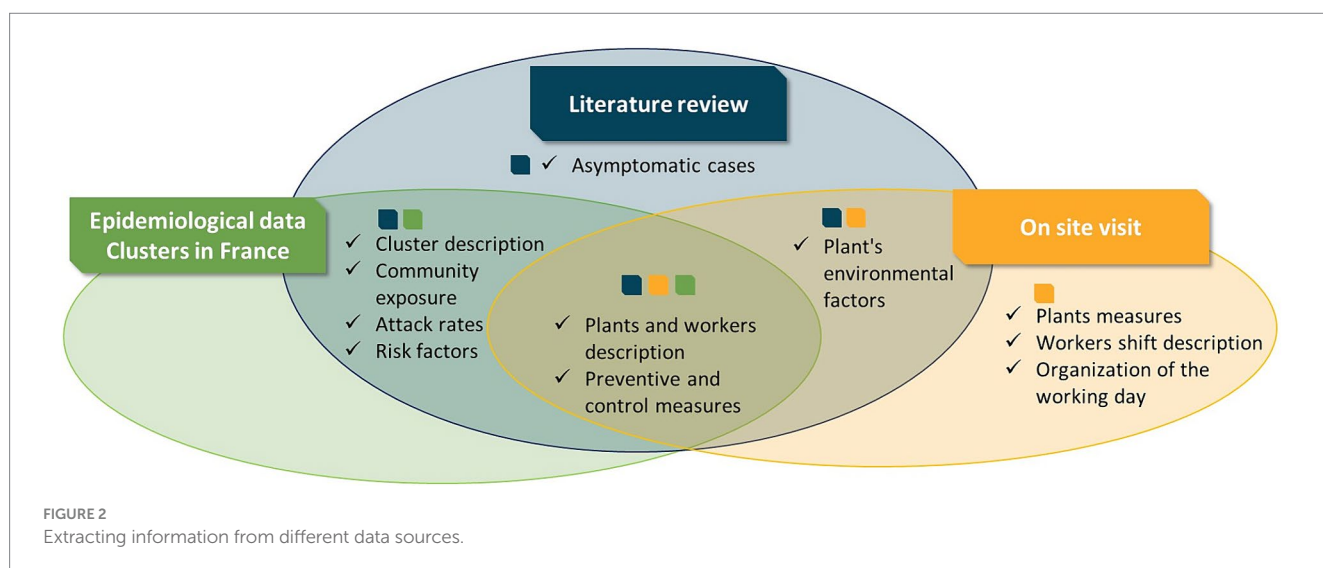 Literature review
✓ Asymptomatic cases
Epidemiological data
Clusters in France
✓ Cluster description
✓ Community
exposure
✓ Attack rates
✓ Risk factors
✓ Plants and workers
description
✓ Preventive and
control measures
✓ Plant's
environmental
factors
On site visit
✓ Plants measures
✓ Workers shift description
✓ Organization of the
working day
FIGURE 2
Extracting information from different data sources.